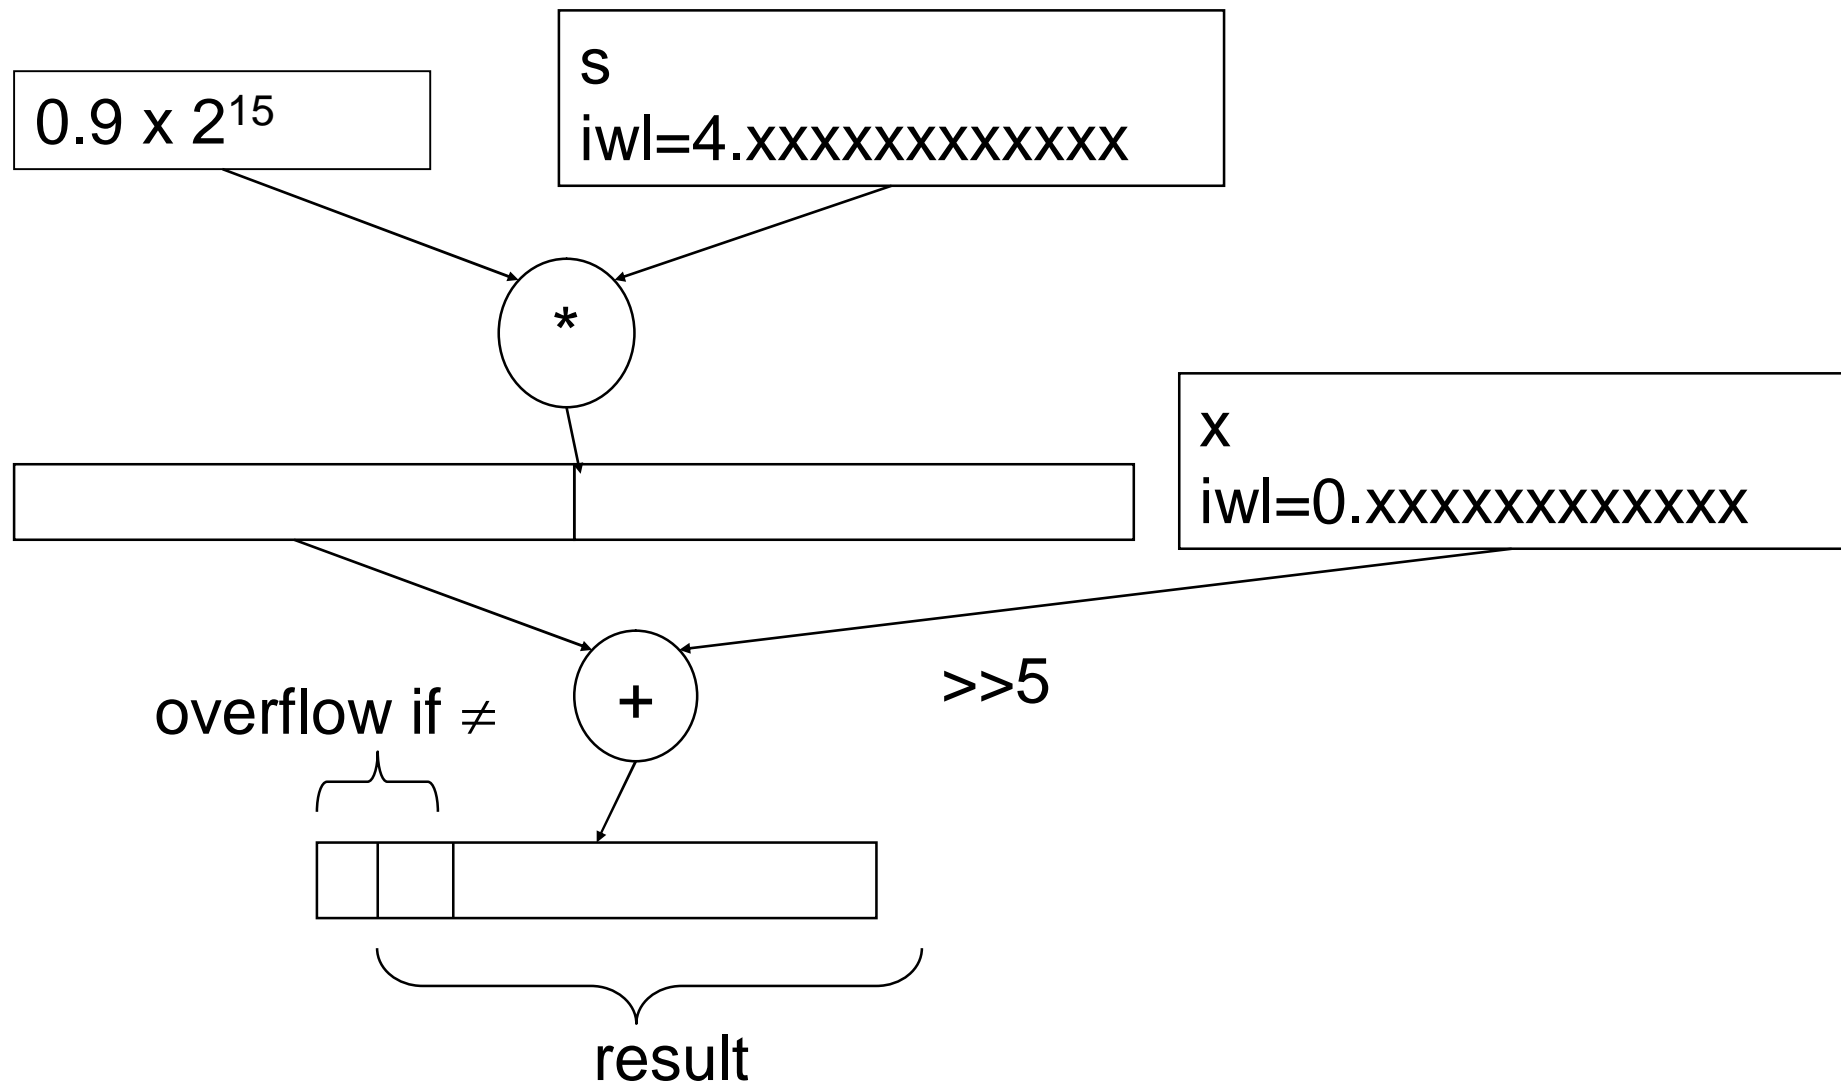 0.9 x 2¹⁵
s
iwl=4.xxxxxxxxxxxx
*
x
iwl=0.xxxxxxxxxxxx
>>5
+
overflow if ≠
result